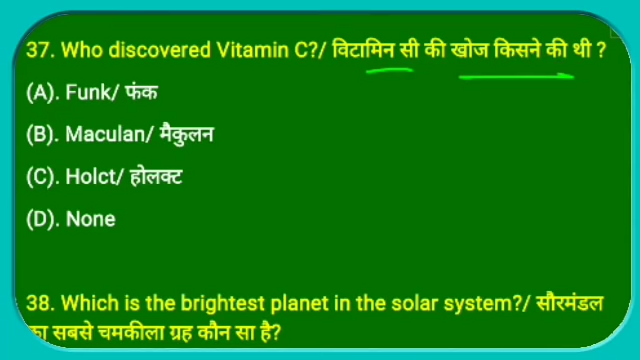 37. Who discovered Vitamin C?/ विटामिन सी की खोज किसने की थी ?
(A). Funk/ फंक
(B). Maculan/ मैकुलन
(C). Holct/ होलक्ट
(D). None
38. Which is the brightest planet in the solar system?/ सौरमंडल
का सबसे चमकीला ग्रह कौन सा है?